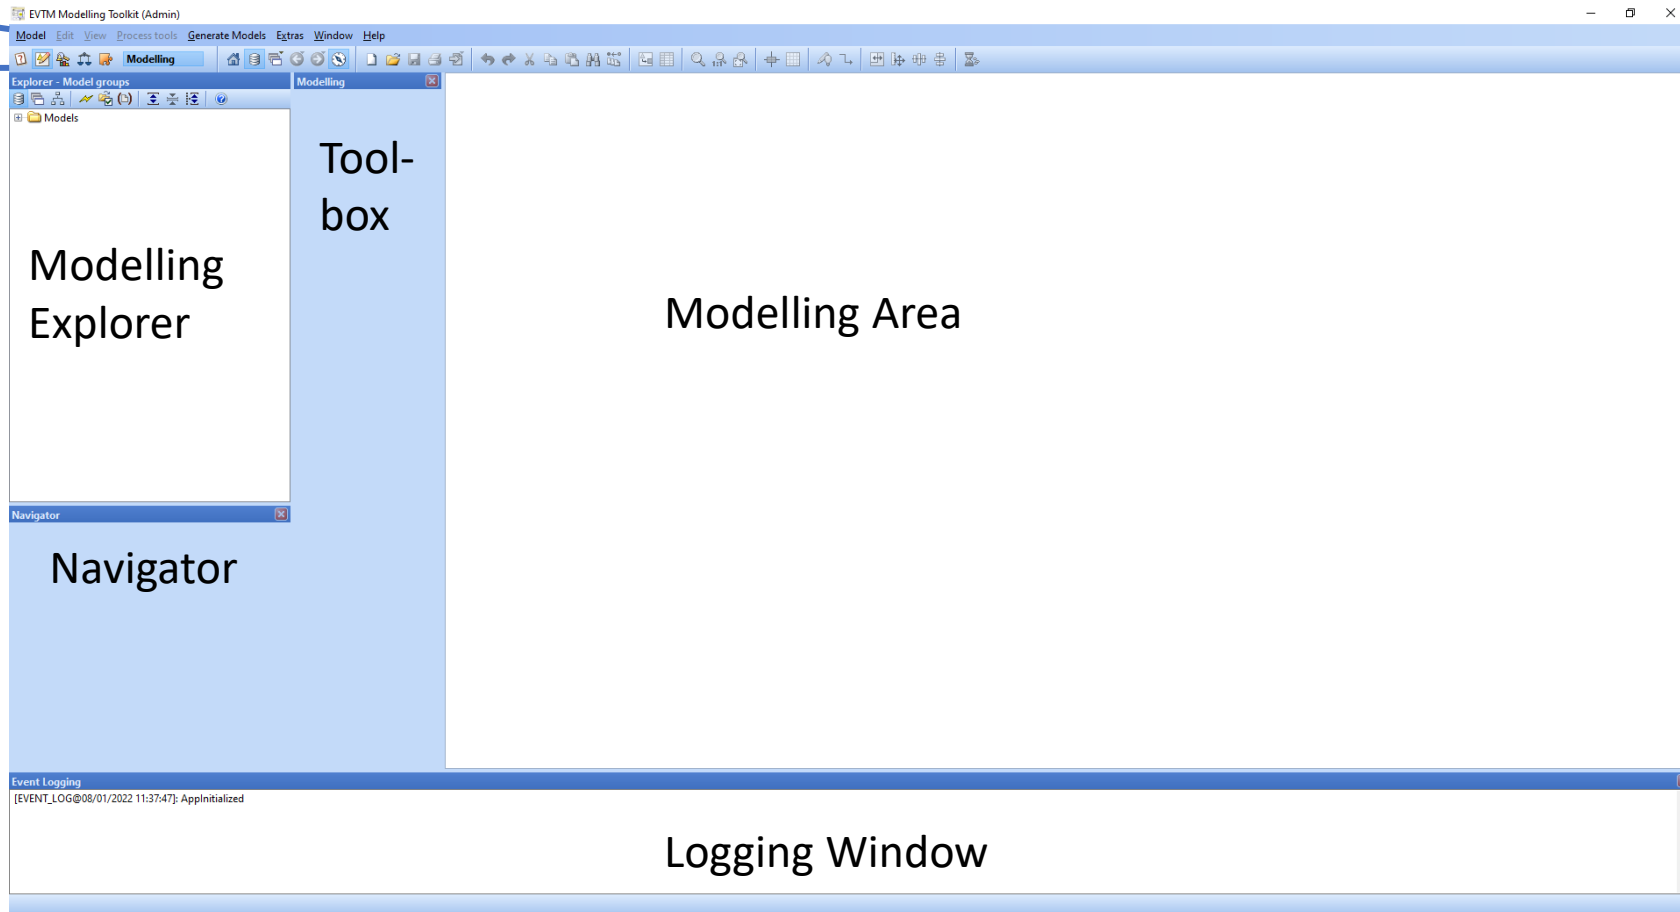 EVTM Modelling Toolkit (Admin)
Model Edit View Process tools Generate Models Extras Window Help
Modelling
Explorer - Model groups
Modelling
Models
Tool-
box
Modelling
Explorer
Modelling Area
Navigator
Navigator
Event Logging
[EVENT_LOG@08/01/2022 11:37:47]: AppInitialized
Logging Window